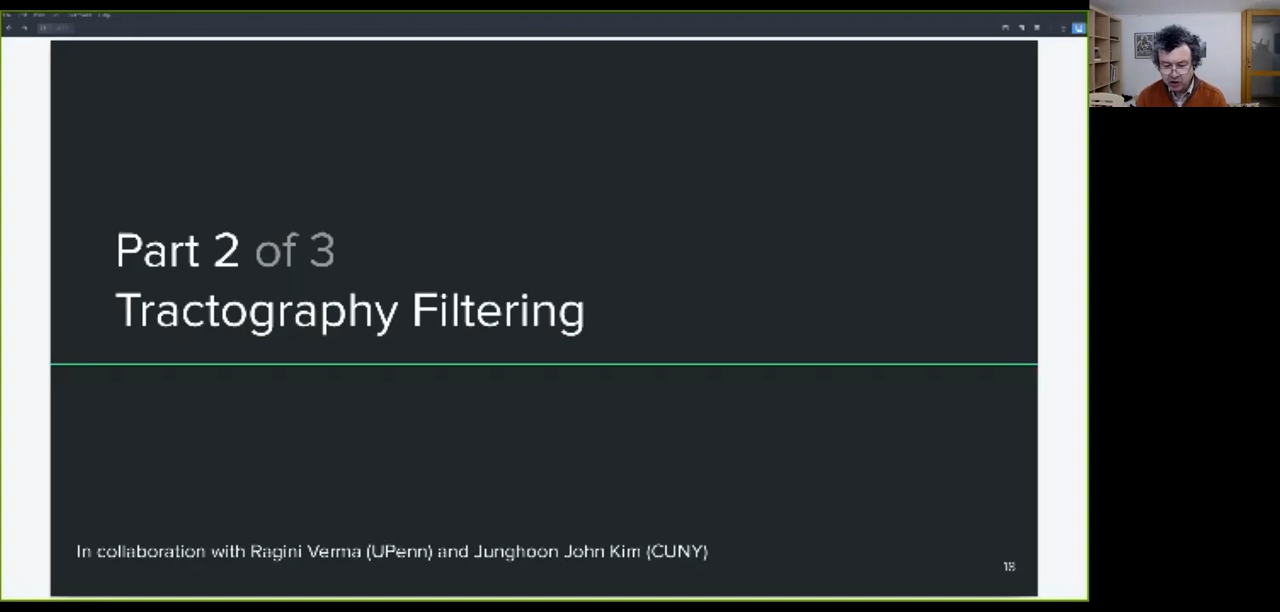 Part 2 of 3
Tractography Filtering
In collaboration with Ragini Verma (UPenn) and Junghoon John Kim (CUNY)
18